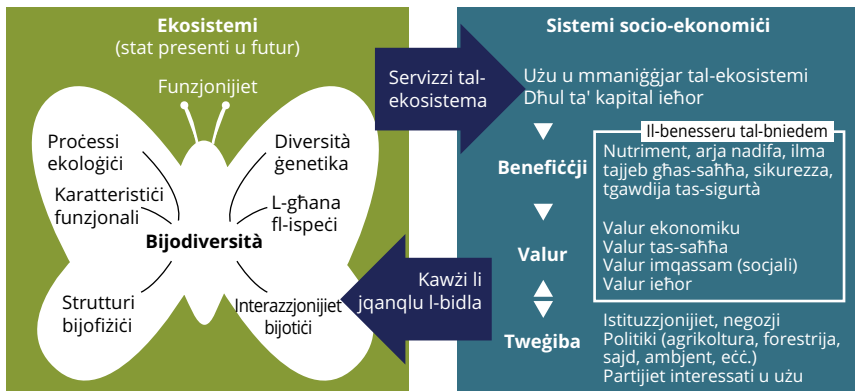 Ekosistemi
(stat presenti u futur)
Funzjonijiet
Proċessi
ekoloġiċi
Karatteristiċi
funzjonali
Diversità
ġenetika
L-għana
fl-ispeċi
Bijodiversità
Strutturi
bijofiżiċi
Interazzjonijiet
bijotiċi
Servizzi tal-
ekosistema
Kawżi li
jqanqlu l-bidla
Sistemi socio-ekonomiċi
Użu u mmaniġġjar tal-ekosistemi
Dħul ta' kapital ieħor
Benefiċċji
Il-benesseru tal-bniedem
Nutriment, arja nadifa, ilma
tajjeb għas-saħħa, sikurezza,
tgawdija tas-sigurtà
Valur
Valur ekonomiku
Valur tas-saħħa
Valur imqassam (socjali)
Valur ieħor
Tweġiba
Istituzzjonijiet, negozji
Politiki (agrikoltura, forestrija,
sajd, ambjent, eċċ.)
Partijiet interessati u użu